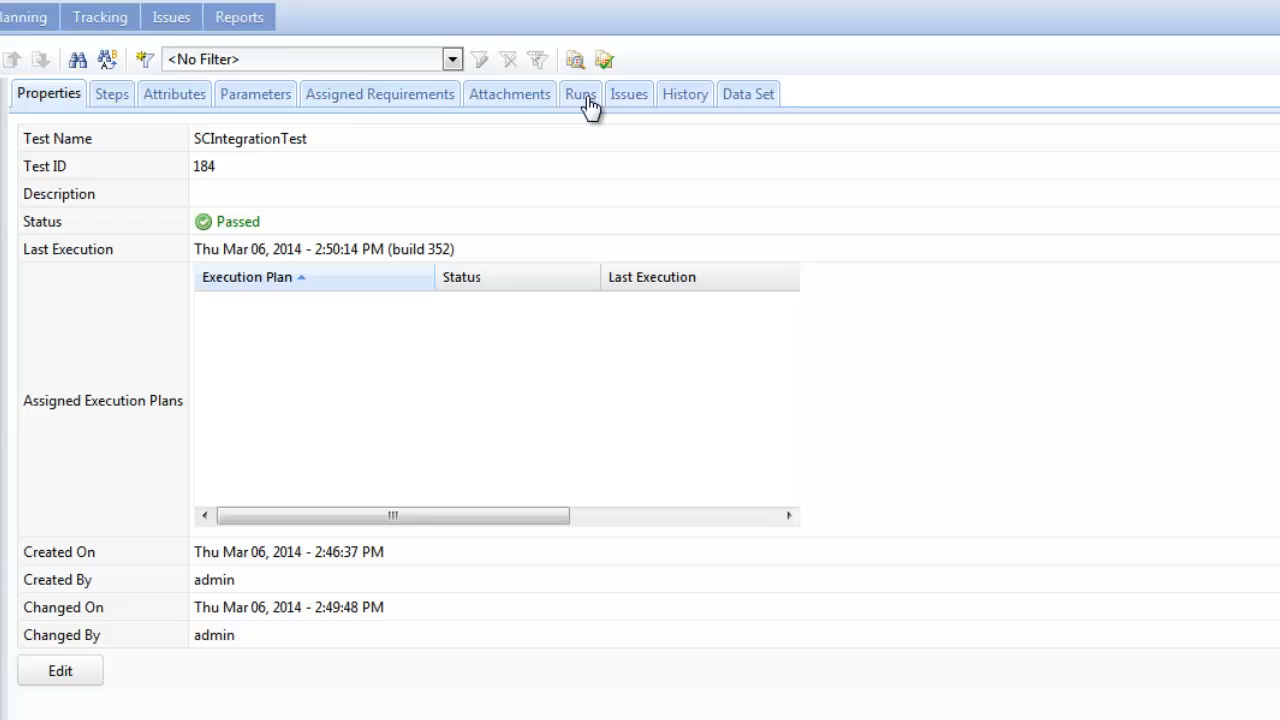 lanning Tracking Issues Reports
<No Filter>
Properties Steps Attributes Parameters Assigned Requirements Attachments Runs Issues History Data Set
Test Name SCIntegrationTest
Test ID 184
Description
Status Passed
Last Execution Thu Mar 06, 2014 - 2:50:14 PM (build 352)
Execution Plan Status Last Execution
Assigned Execution Plans
Created On Thu Mar 06, 2014 - 2:46:37 PM
Created By admin
Changed On Thu Mar 06, 2014 - 2:49:48 PM
Changed By admin
Edit